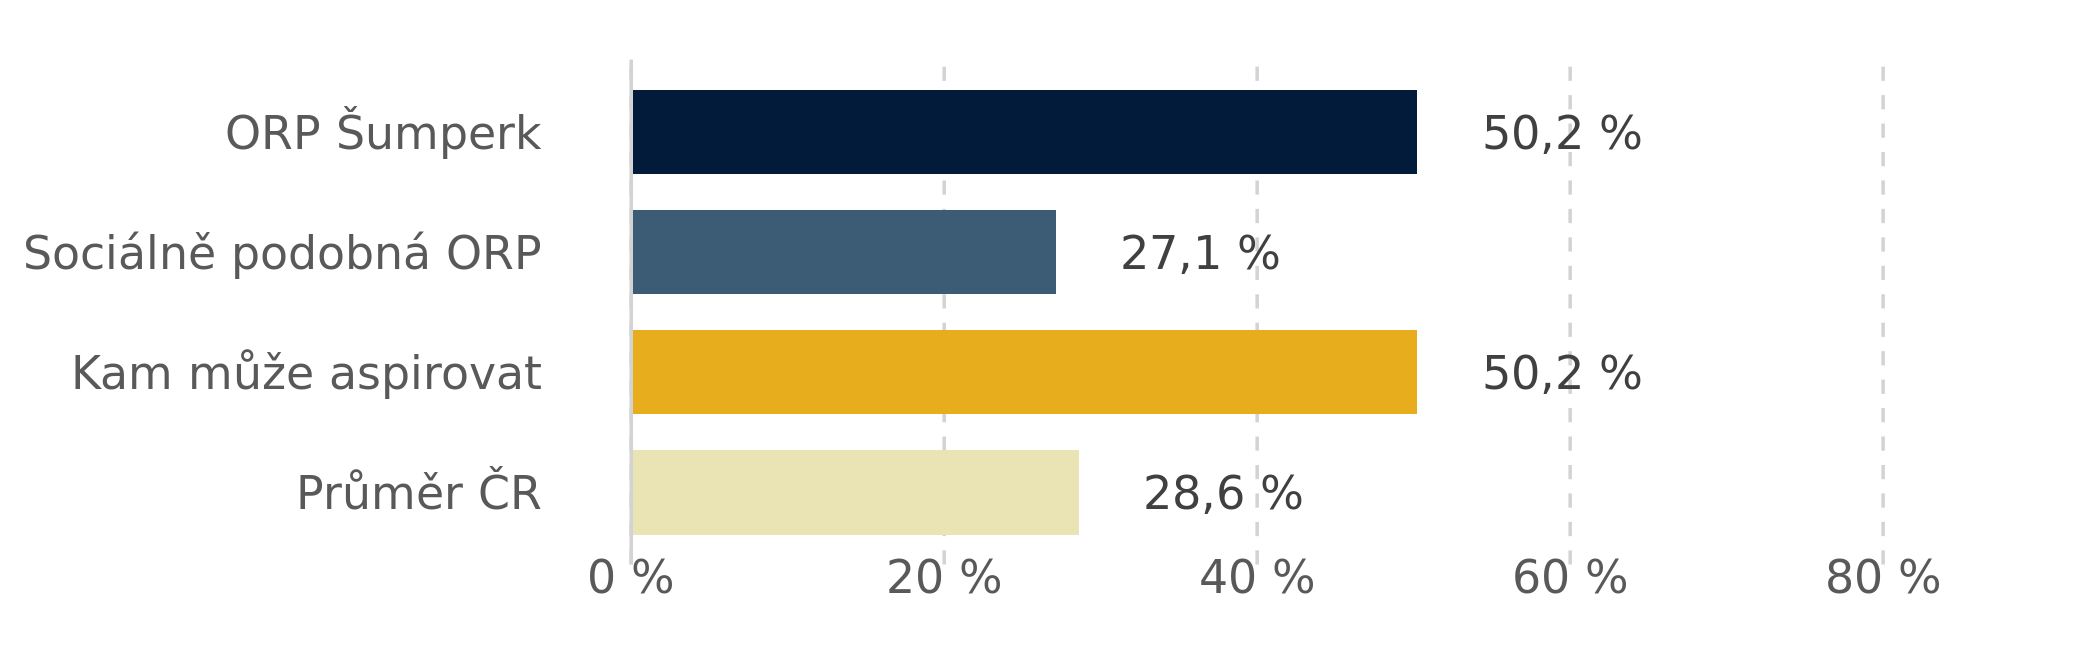 ORP Šumperk 50,2 %
Sociálně podobná ORP 27,1 %
Kam může aspirovat 50,2 %
Průměr ČR 28,6 %
0 % 20 % 40 % 60 % 80 %